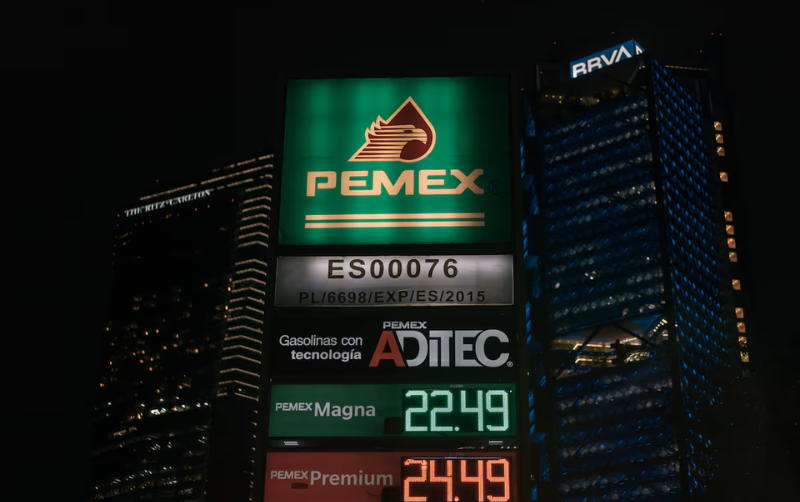 BBVA
THE RITZ-CARLTON
PEMEX®
ES00076
PL/6698/EXP/ES/2015
PEMEX
Gasolinas con
tecnología
ADITEC®
PEMEX Magna 22.49
PEMEX Premium 24.49